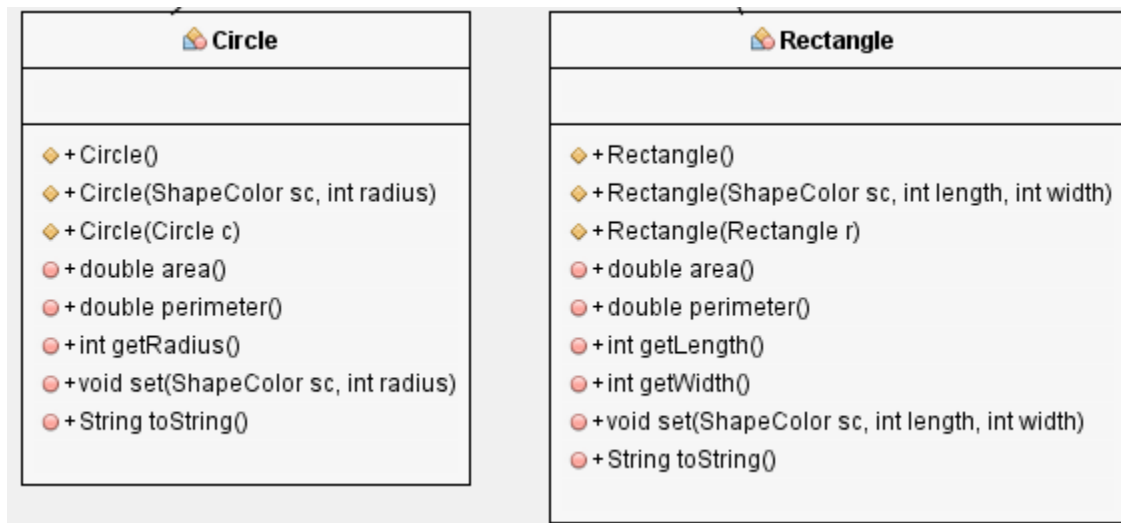 Circle
+ Circle()
+ Circle(ShapeColor sc, int radius)
+ Circle(Circle c)
+ double area()
+ double perimeter()
+ int getRadius()
+ void set(ShapeColor sc, int radius)
+ String toString()
Rectangle
+ Rectangle()
+ Rectangle(ShapeColor sc, int length, int width)
+ Rectangle(Rectangle r)
+ double area()
+ double perimeter()
+ int getLength()
+ int getWidth()
+ void set(ShapeColor sc, int length, int width)
+ String toString()